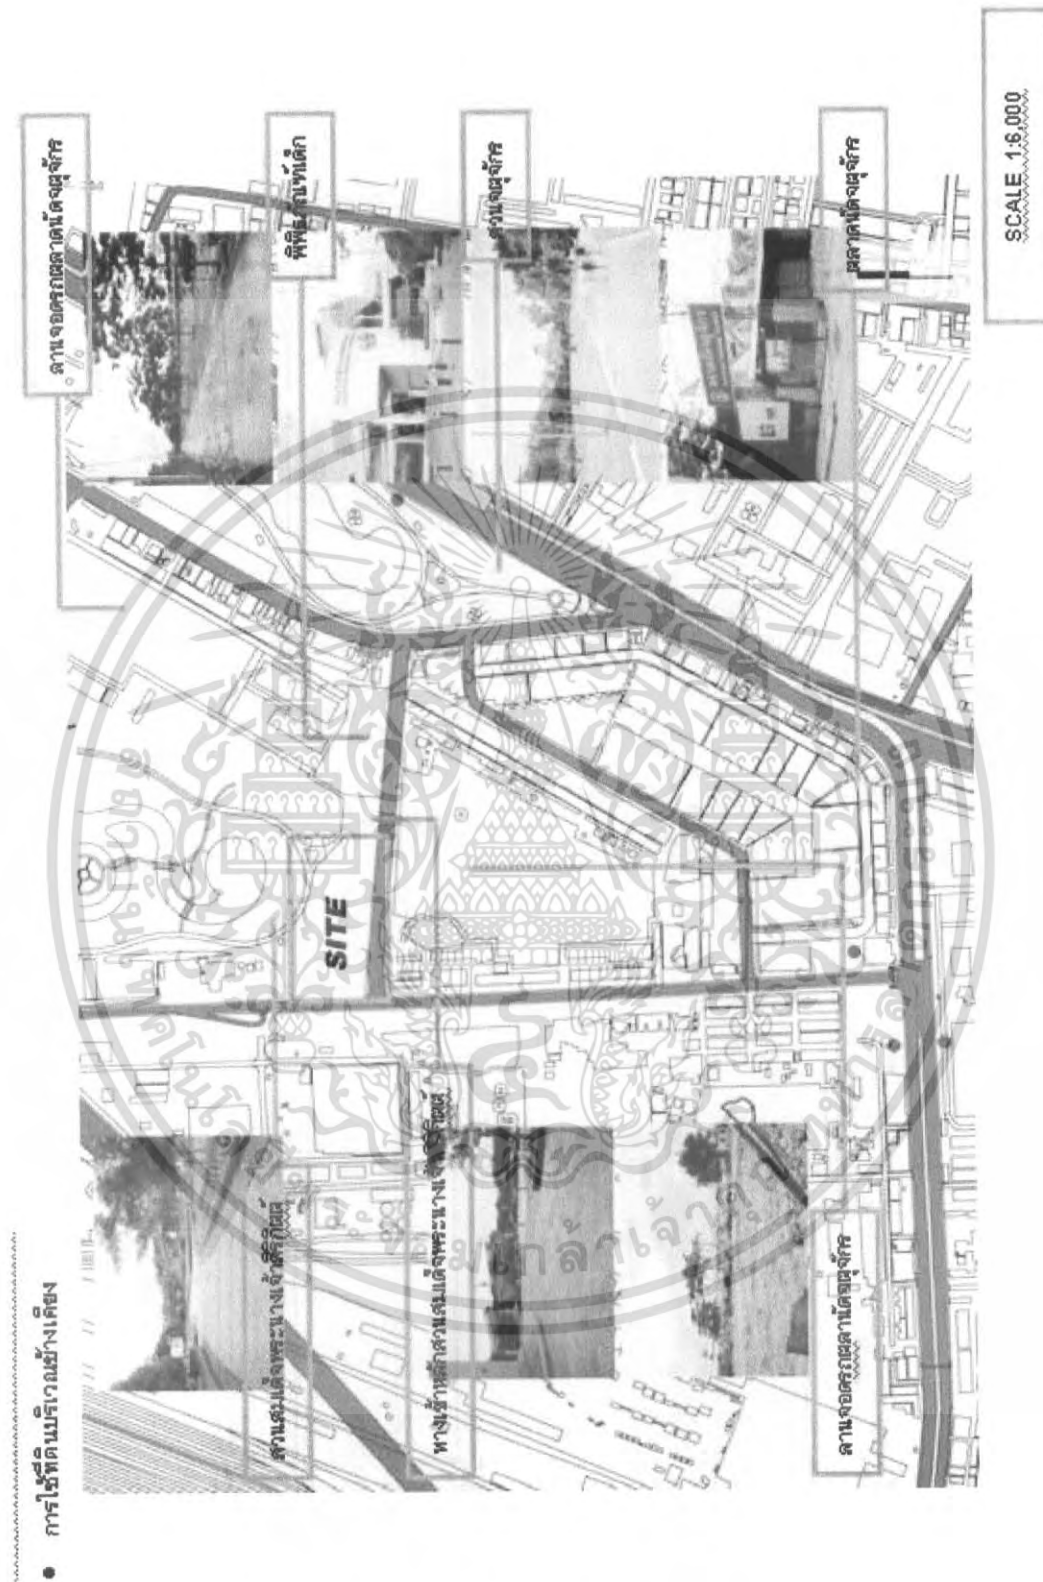 ● การใช้ที่ดินบริเวณข้างเคียง
สวนสมเด็จพระนางเจ้าสิริกิติ์
ลานจอดรถตลาดนัดจตุจักร
ทางเข้าหลักสวนสมเด็จพระนางเจ้าสิริกิติ์
พิพิธภัณฑ์เด็ก
SITE
สวนจตุจักร
ลานจอดรถตลานัดจตุจักร
ตลาดนัดจตุจักร
SCALE 1:6,000